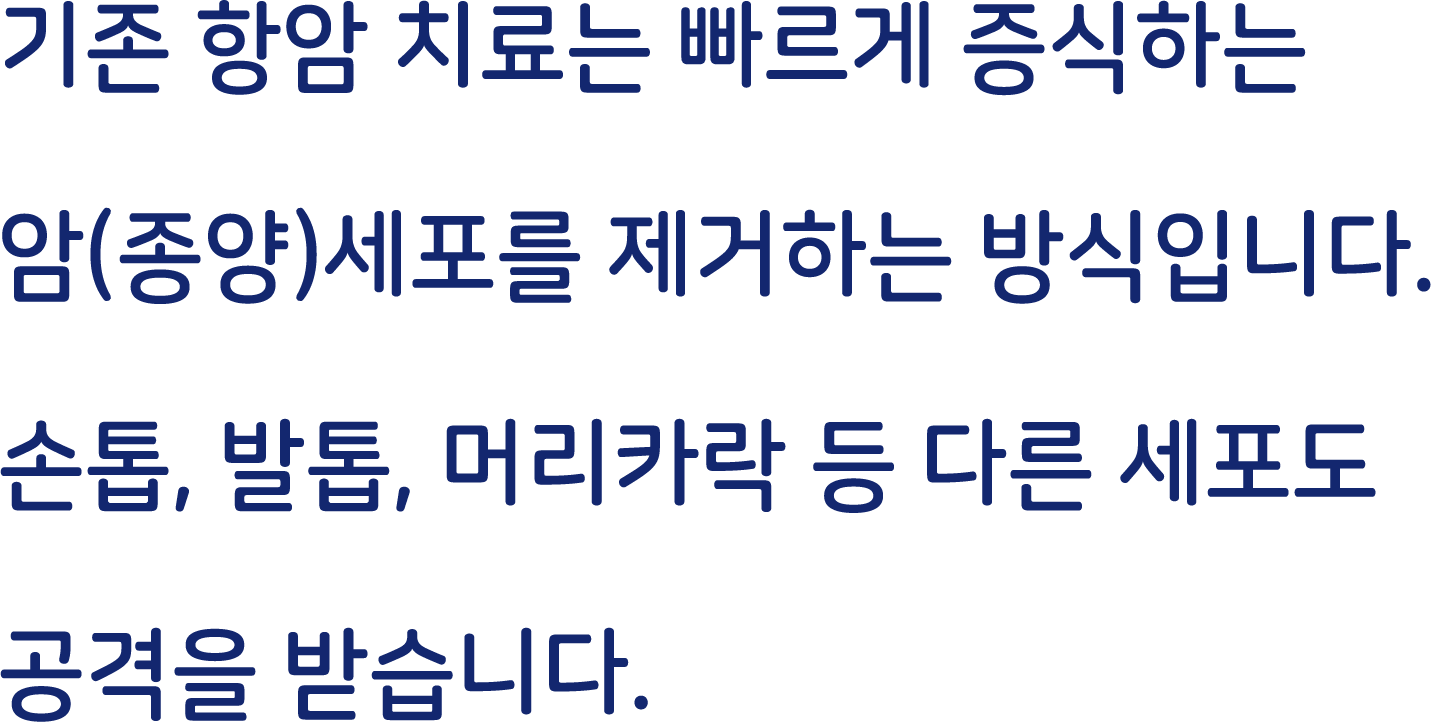 기존 항암 치료는 빠르게 증식하는
암(종양)세포를 제거하는 방식입니다.
손톱, 발톱, 머리카락 등 다른 세포도
공격을 받습니다.